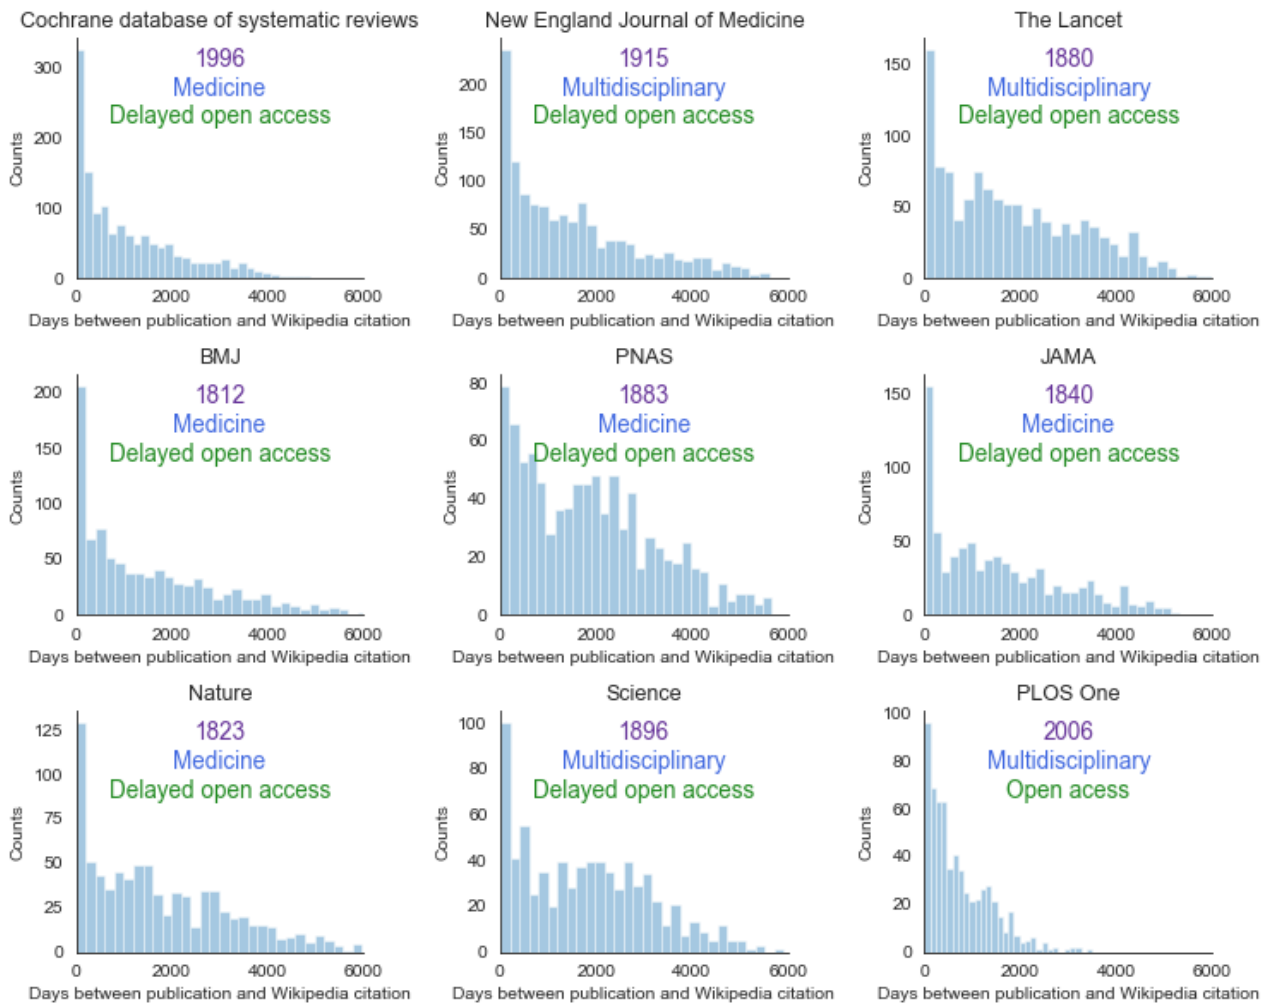 Cochrane database of systematic reviews
1996
Medicine
Delayed open access
300
200
100
0
Counts
0 2000 4000 6000
Days between publication and Wikipedia citation
New England Journal of Medicine
1915
Multidisciplinary
Delayed open access
200
150
100
50
0
Counts
0 2000 4000 6000
Days between publication and Wikipedia citation
The Lancet
1880
Multidisciplinary
Delayed open access
150
100
50
0
Counts
0 2000 4000 6000
Days between publication and Wikipedia citation
BMJ
1812
Medicine
Delayed open access
200
150
100
50
0
Counts
0 2000 4000 6000
Days between publication and Wikipedia citation
PNAS
1883
Medicine
Delayed open access
80
60
40
20
0
Counts
0 2000 4000 6000
Days between publication and Wikipedia citation
JAMA
1840
Medicine
Delayed open access
150
100
50
0
Counts
0 2000 4000 6000
Days between publication and Wikipedia citation
Nature
1823
Medicine
Delayed open access
125
100
75
50
25
0
Counts
0 2000 4000 6000
Days between publication and Wikipedia citation
Science
1896
Multidisciplinary
Delayed open access
100
80
60
40
20
0
Counts
0 2000 4000 6000
Days between publication and Wikipedia citation
PLOS One
2006
Multidisciplinary
Open acess
100
80
60
40
20
0
Counts
0 2000 4000 6000
Days between publication and Wikipedia citation